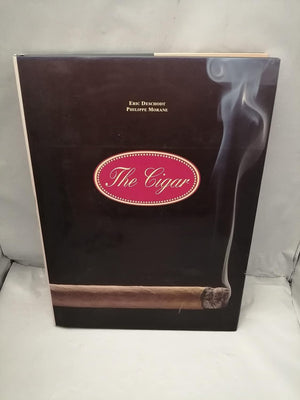 ERIC DESCHODT
PHILIPPE MORANE
The Cigar